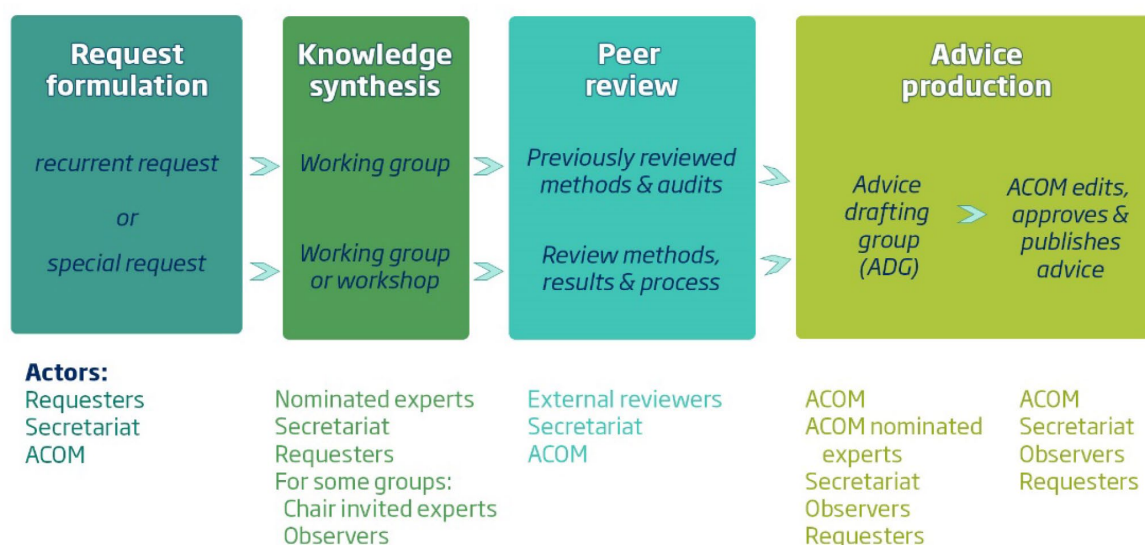 Request
formulation
recurrent request
or
special request
Knowledge
synthesis
Working group
Working group
or workshop
Peer
review
Previously reviewed
methods & audits
Review methods,
results & process
Advice
production
Advice
drafting
group
(ADG)
ACOM edits,
approves &
publishes
advice
Actors:
Requesters
Secretariat
ACOM
Nominated experts
Secretariat
Requesters
For some groups:
Chair invited experts
Observers
External reviewers
Secretariat
ACOM
ACOM
ACOM nominated
experts
Secretariat
Observers
Requesters
ACOM
Secretariat
Observers
Requesters